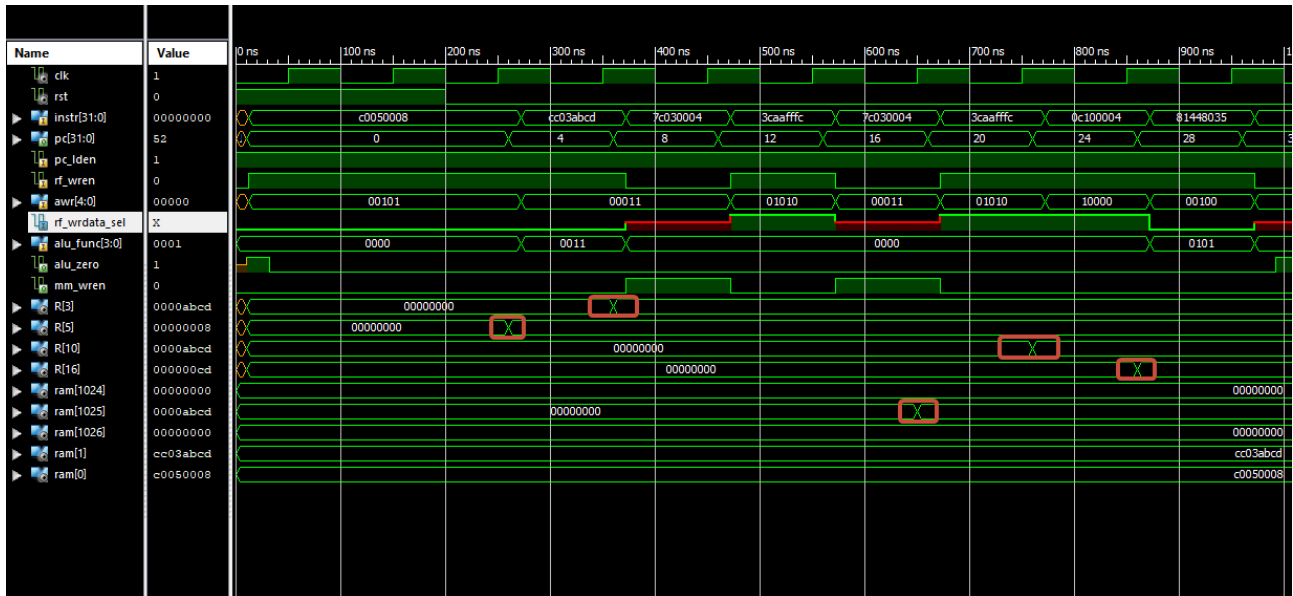 Name Value 0 ns 100 ns 200 ns 300 ns 400 ns 500 ns 600 ns 700 ns 800 ns 900 ns 1
clk 1
rst 0
instr[31:0] 00000000 c0050008 cc03abcd 7c030004 3caafffc 7c030004 3caafffc 0c100004 81448035
pc[31:0] 52 0 4 8 12 16 20 24 28 3
pc_lden 1
rf_wren 0
awr[4:0] 00000 00101 00011 01010 00011 01010 10000 00100
rf_wrdata_sel X
alu_func[3:0] 0001 0000 0011 0000 0101
alu_zero 1
mm_wren 0
R[3] 0000abcd 00000000
R[5] 00000008 00000000
R[10] 0000abcd 00000000
R[16] 000000cd 00000000
ram[1024] 00000000 00000000
ram[1025] 0000abcd 00000000
ram[1026] 00000000 00000000
ram[1] cc03abcd cc03abcd
ram[0] c0050008 c0050008